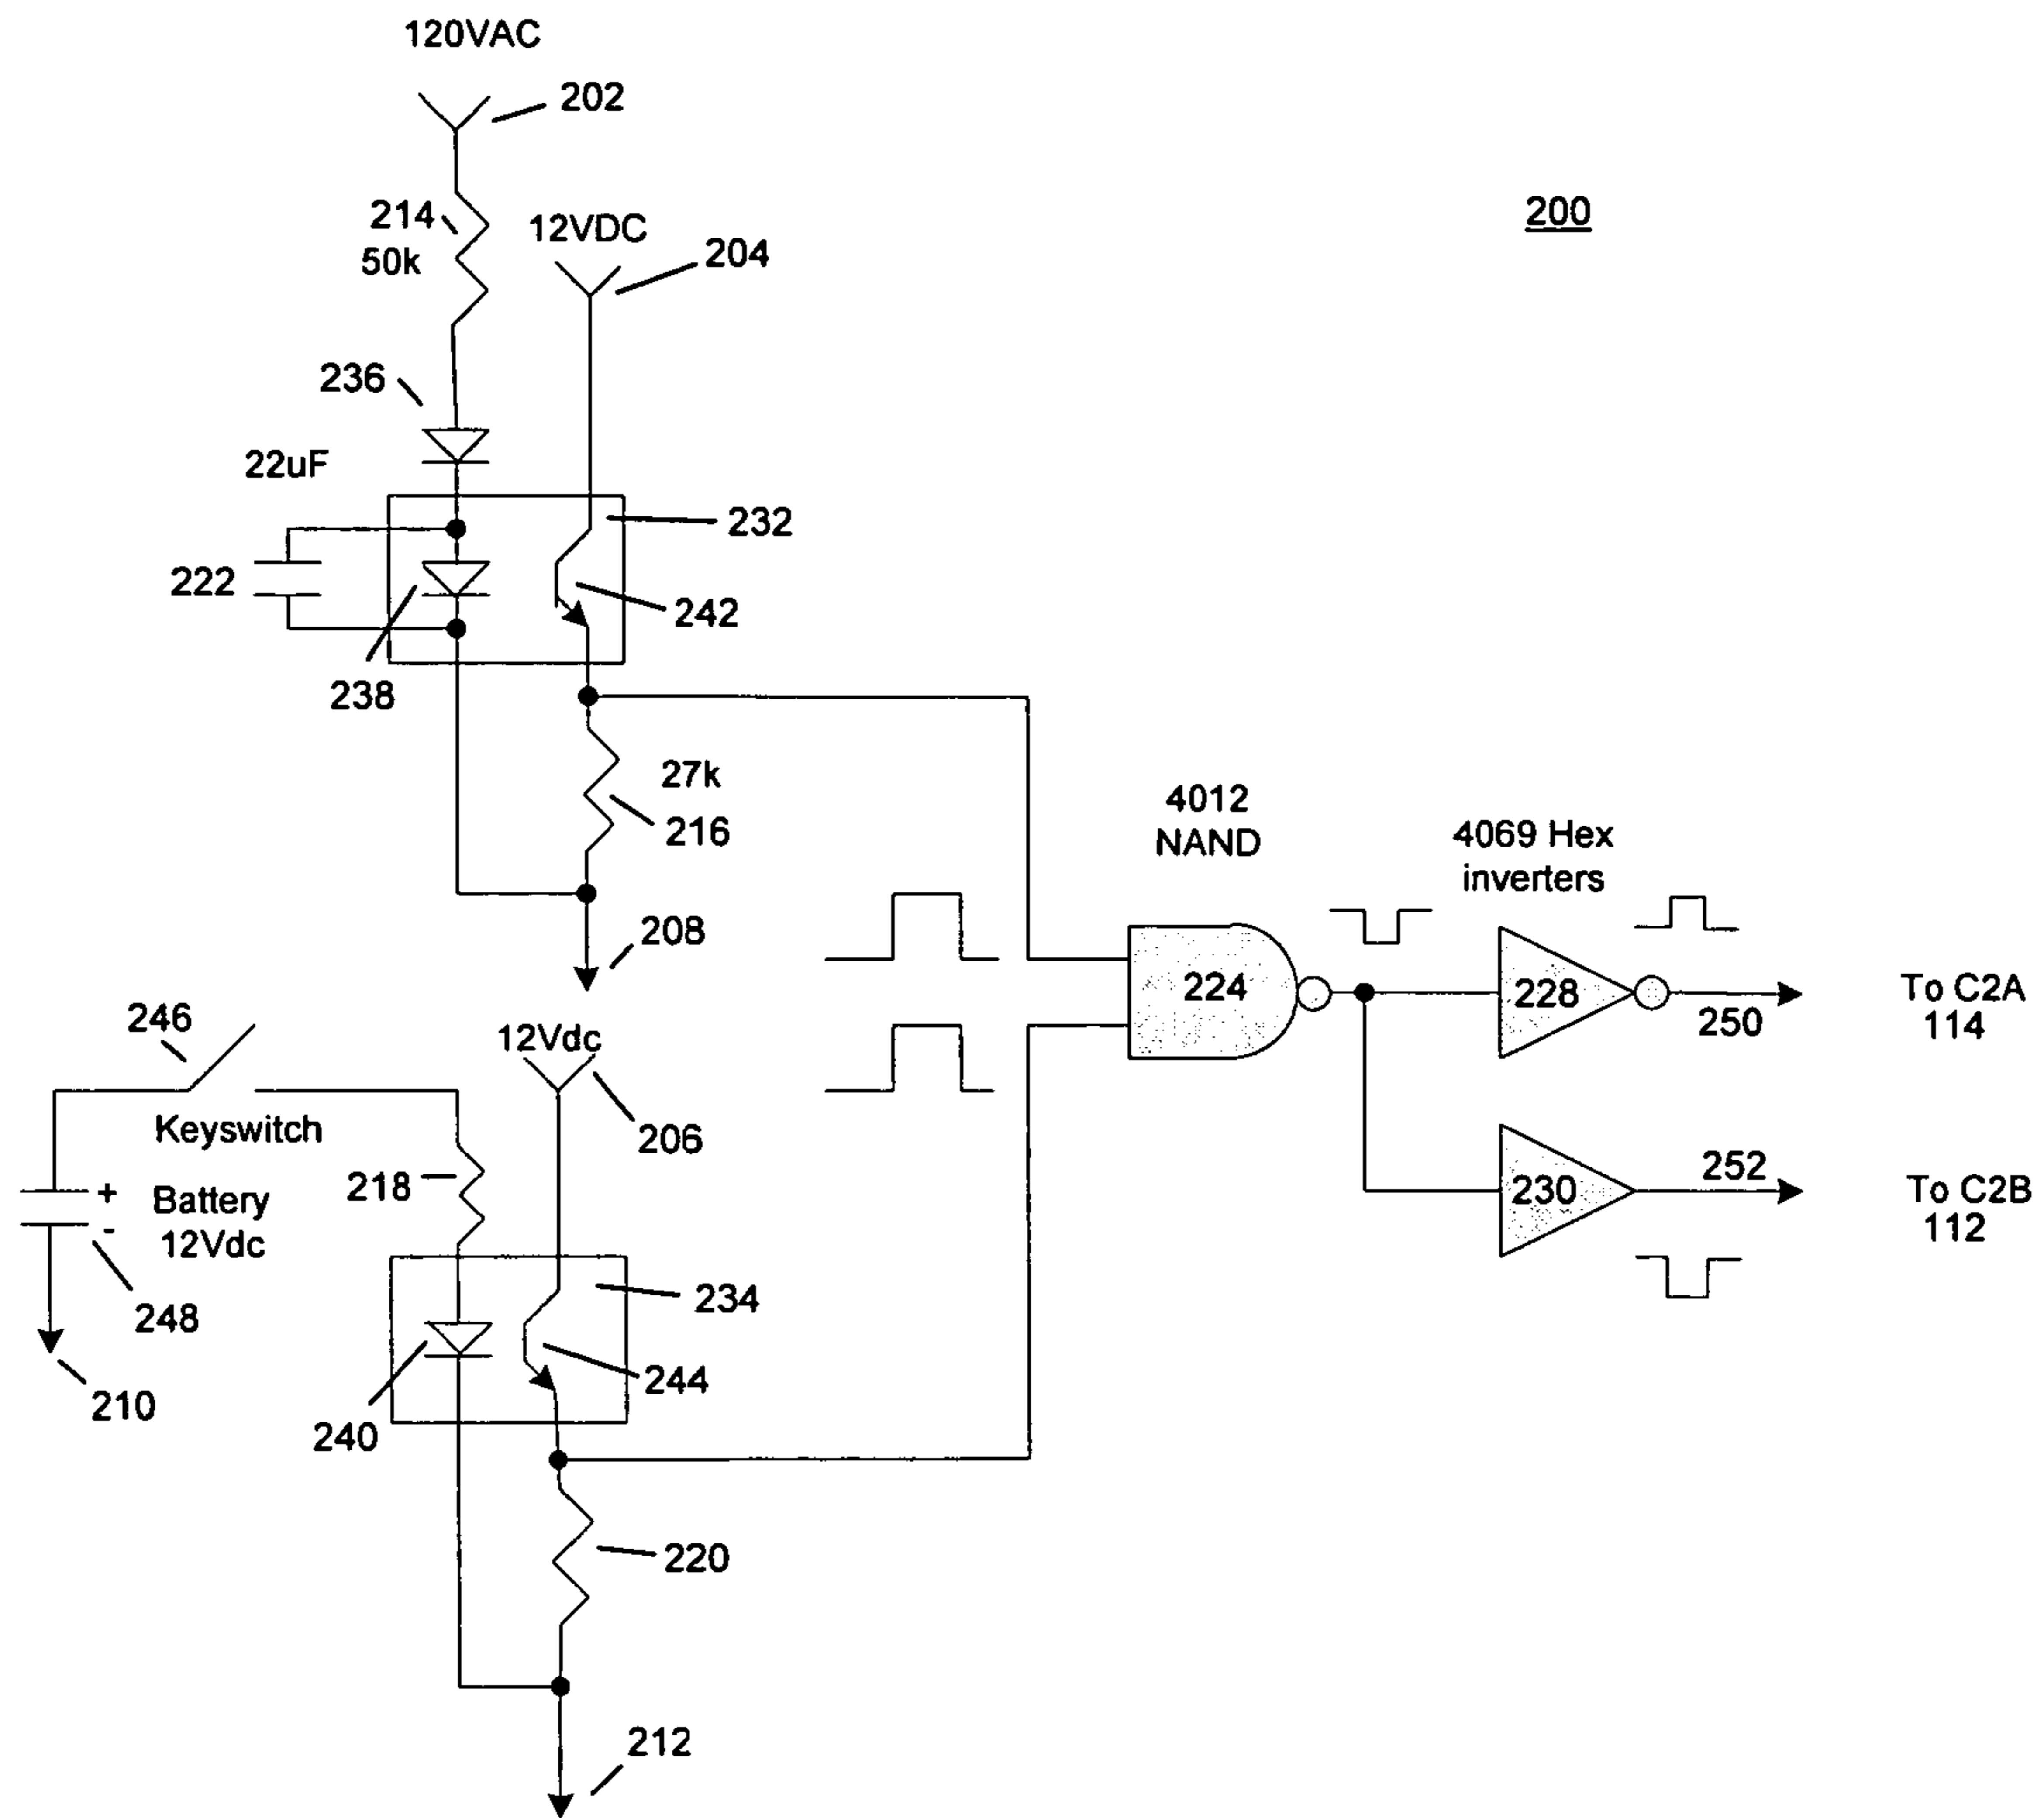 120VAC
202
200
214
50k
12VDC
204
236
22uF
232
222
242
238
27k
216
4012
NAND
4069 Hex
inverters
208
224
228
250
To C2A
114
246
12Vdc
Keyswitch
206
218
252
230
To C2B
112
+
-
Battery
12Vdc
248
234
210
240
244
220
212